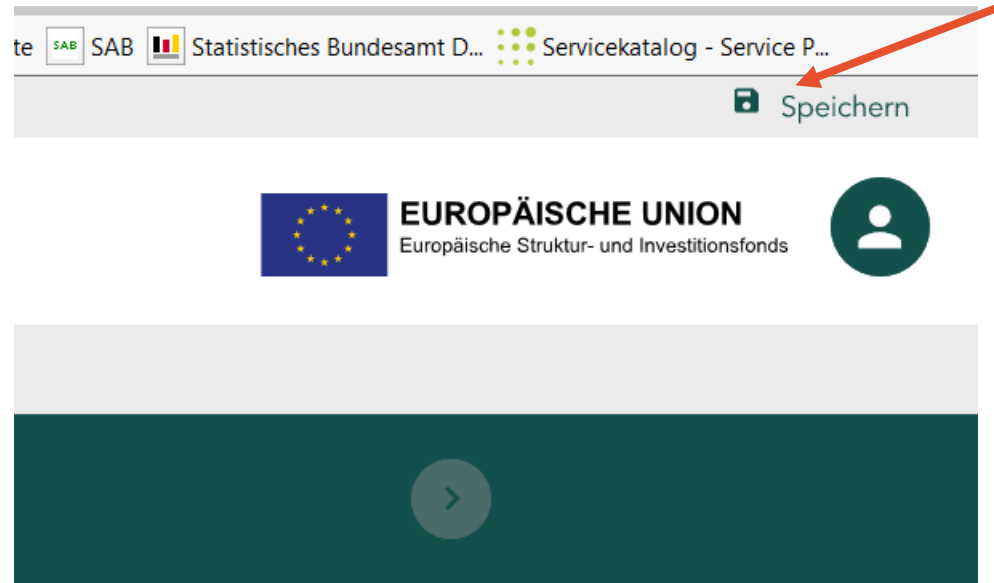 te SAB SAB Statistisches Bundesamt D... Servicekatalog - Service P...
Speichern
EUROPÄISCHE UNION
Europäische Struktur- und Investitionsfonds